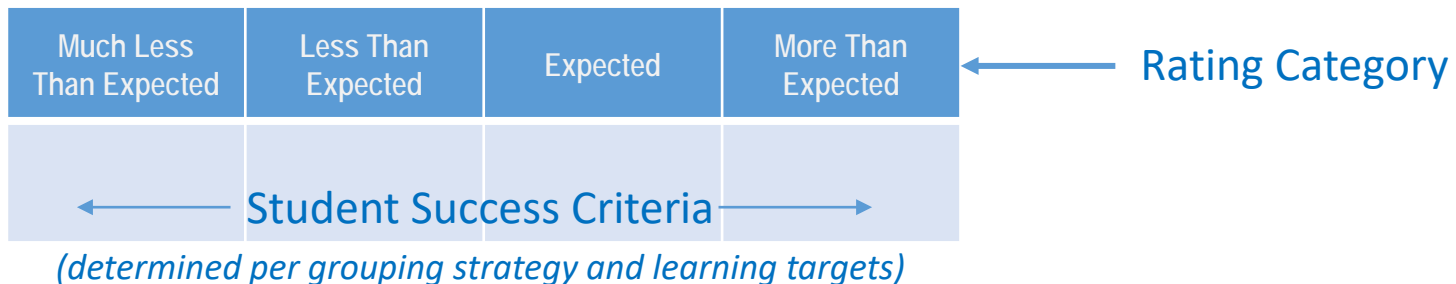 Much Less
Than Expected
Less Than
Expected
Expected
More Than
Expected
Rating Category
Student Success Criteria
(determined per grouping strategy and learning targets)